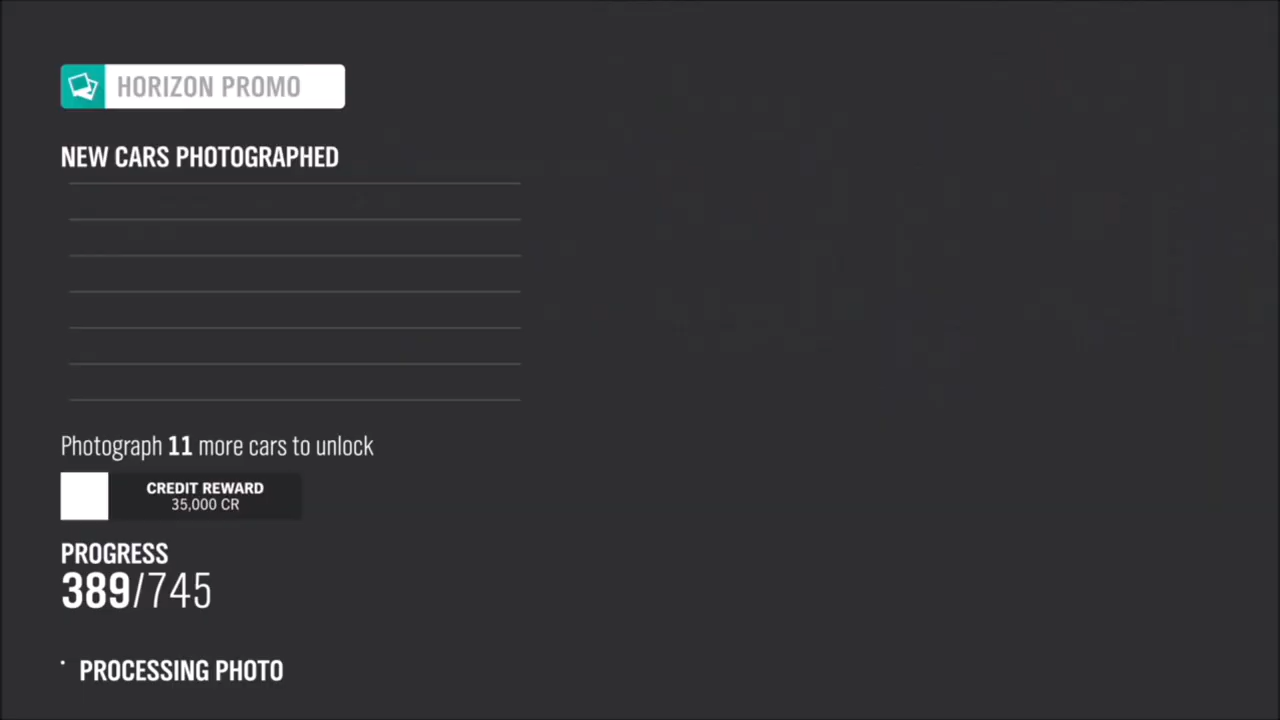 HORIZON PROMO
NEW CARS PHOTOGRAPHED
Photograph 11 more cars to unlock
CREDIT REWARD
35,000 CR
PROGRESS
389/745
PROCESSING PHOTO